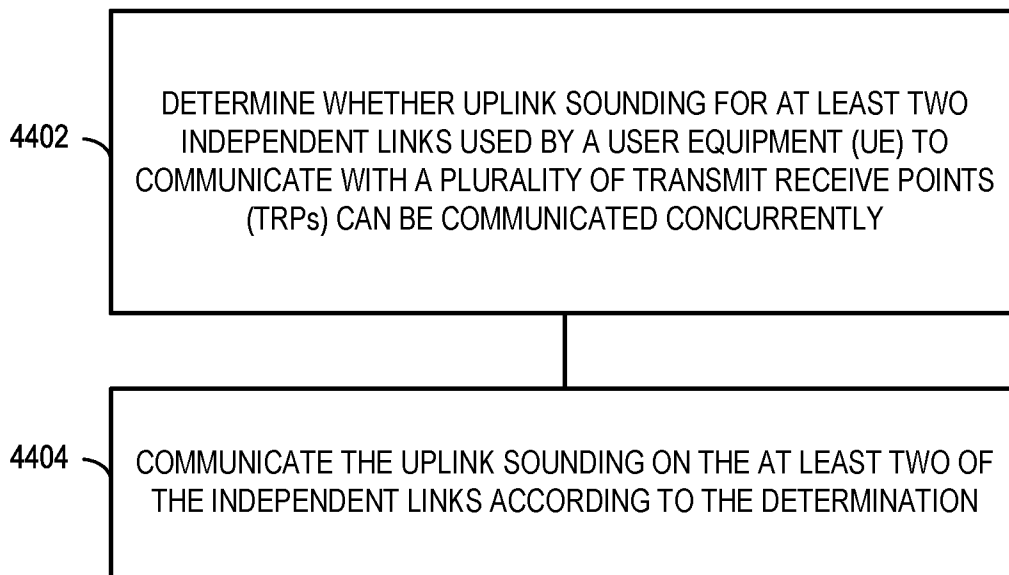 4402
DETERMINE WHETHER UPLINK SOUNDING FOR AT LEAST TWO
INDEPENDENT LINKS USED BY A USER EQUIPMENT (UE) TO
COMMUNICATE WITH A PLURALITY OF TRANSMIT RECEIVE POINTS
(TRPs) CAN BE COMMUNICATED CONCURRENTLY
4404
COMMUNICATE THE UPLINK SOUNDING ON THE AT LEAST TWO OF
THE INDEPENDENT LINKS ACCORDING TO THE DETERMINATION